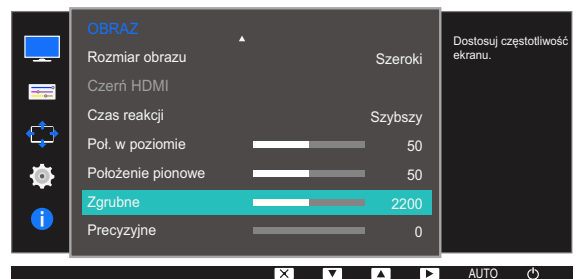 OBRAZ
Rozmiar obrazu Szeroki
Czerń HDMI
Czas reakcji Szybszy
Poł. w poziomie 50
Położenie pionowe 50
Zgrubne 2200
Precyzyjne 0
Dostosuj częstotliwość
ekranu.
AUTO